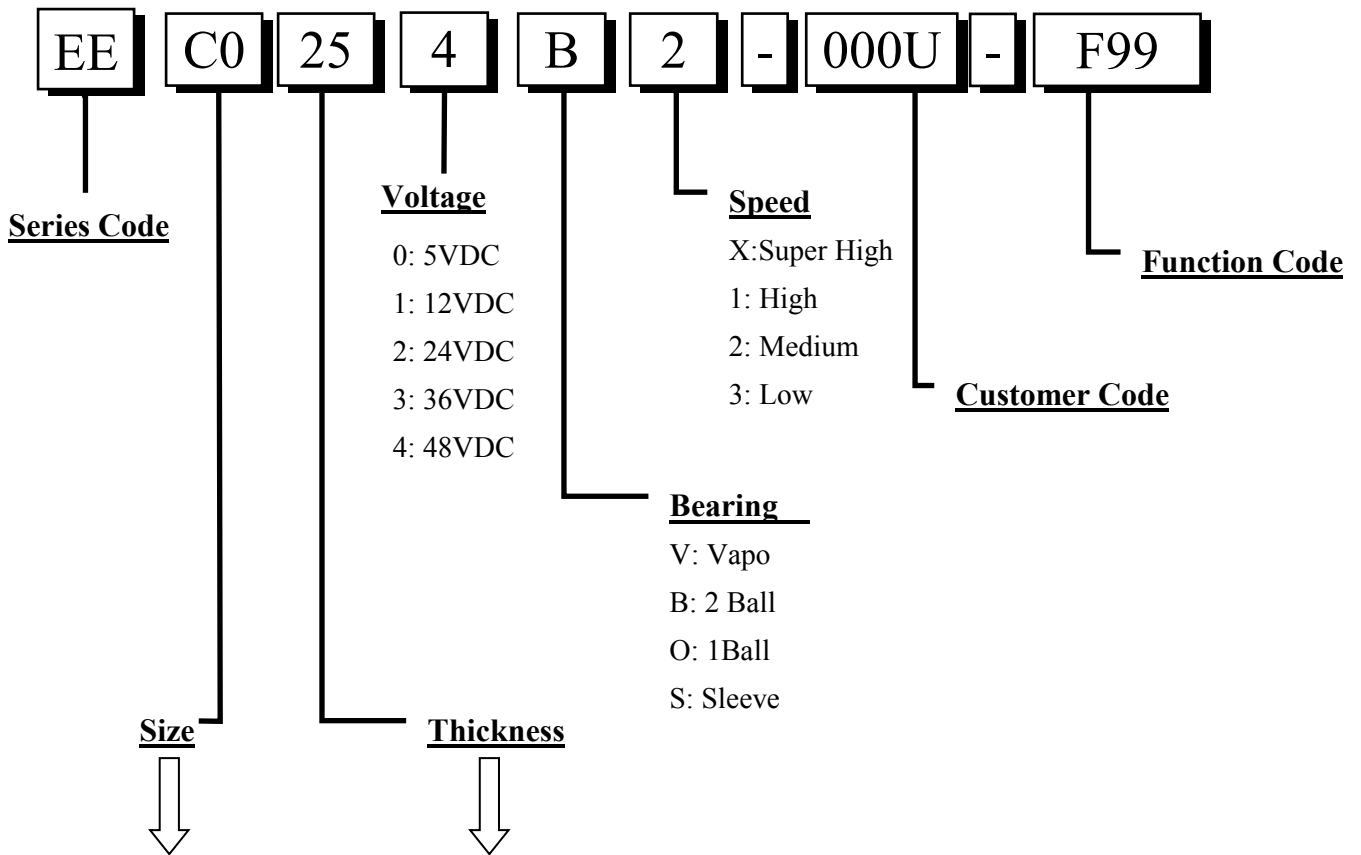 EE C0 25 4 B 2 - 000U - F99
Series Code
Voltage
0: 5VDC
1: 12VDC
2: 24VDC
3: 36VDC
4: 48VDC
Speed
X:Super High
1: High
2: Medium
3: Low
Function Code
Customer Code
Bearing
V: Vapo
B: 2 Ball
O: 1Ball
S: Sleeve
Size
Thickness